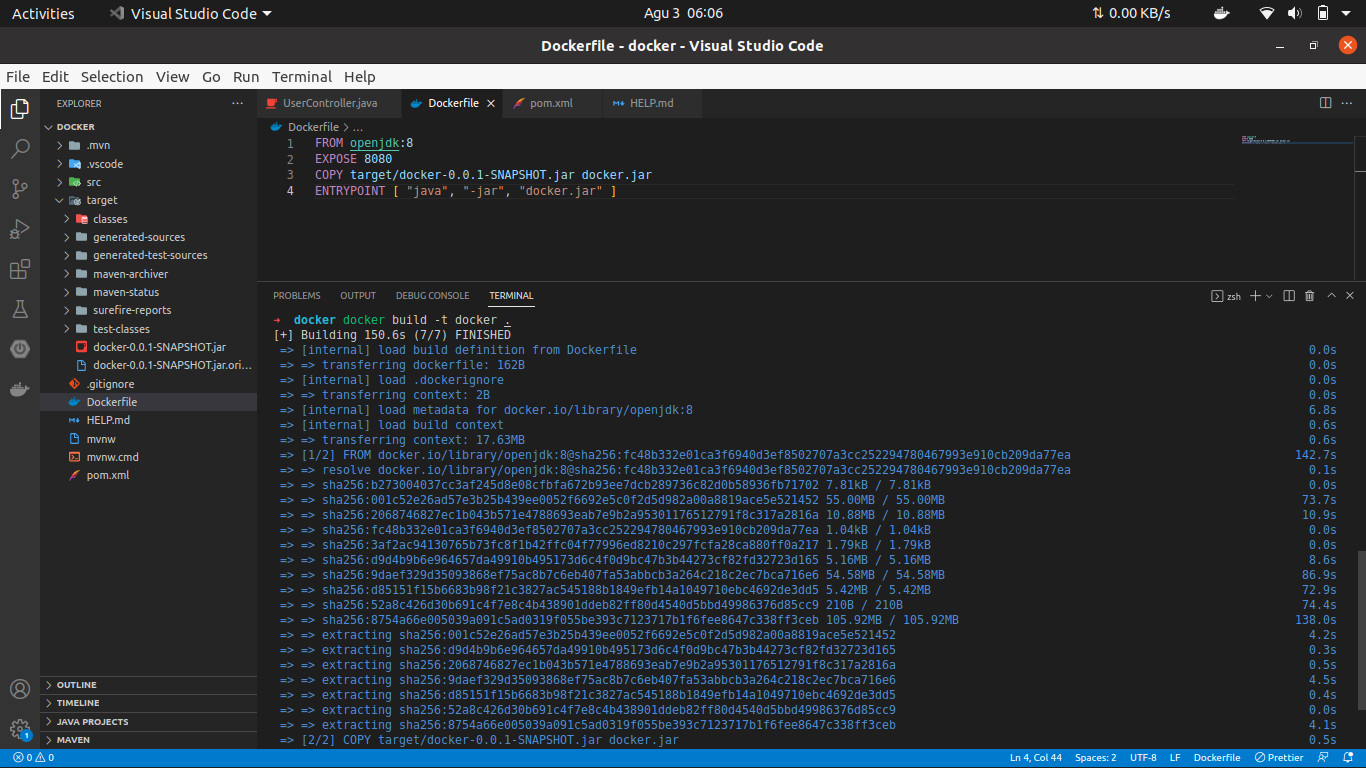 Activities Visual Studio Code Agu 3 06:06 0.00 KB/s
Dockerfile - docker - Visual Studio Code
File Edit Selection View Go Run Terminal Help
EXPLORER
DOCKER
.mvn
.vscode
src
target
classes
generated-sources
generated-test-sources
maven-archiver
maven-status
surefire-reports
test-classes
docker-0.0.1-SNAPSHOT.jar
docker-0.0.1-SNAPSHOT.jar.ori...
.gitignore
Dockerfile
HELP.md
mvnw
mvnw.cmd
pom.xml
OUTLINE
TIMELINE
JAVA PROJECTS
MAVEN
UserController.java Dockerfile pom.xml HELP.md
Dockerfile > ...
1 FROM openjdk:8
2 EXPOSE 8080
3 COPY target/docker-0.0.1-SNAPSHOT.jar docker.jar
4 ENTRYPOINT [ "java", "-jar", "docker.jar" ]
PROBLEMS OUTPUT DEBUG CONSOLE TERMINAL zsh
→ docker docker build -t docker .
[+] Building 150.6s (7/7) FINISHED
=> [internal] load build definition from Dockerfile 0.0s
=> => transferring dockerfile: 162B 0.0s
=> [internal] load .dockerignore 0.0s
=> => transferring context: 2B 0.0s
=> [internal] load metadata for docker.io/library/openjdk:8 6.8s
=> [internal] load build context 0.6s
=> => transferring context: 17.63MB 0.6s
=> [1/2] FROM docker.io/library/openjdk:8@sha256:fc48b332e01ca3f6940d3ef8502707a3cc252294780467993e910cb209da77ea 142.7s
=> => resolve docker.io/library/openjdk:8@sha256:fc48b332e01ca3f6940d3ef8502707a3cc252294780467993e910cb209da77ea 0.1s
=> => sha256:b273004037cc3af245d8e08cfbfa672b93ee7dcb289736c82d0b58936fb71702 7.81kB / 7.81kB 0.0s
=> => sha256:001c52e26ad57e3b25b439ee0052f6692e5c0f2d5d982a00a8819ace5e521452 55.00MB / 55.00MB 73.7s
=> => sha256:2068746827ec1b043b571e4788693eab7e9b2a95301176512791f8c317a2816a 10.88MB / 10.88MB 10.9s
=> => sha256:fc48b332e01ca3f6940d3ef8502707a3cc252294780467993e910cb209da77ea 1.04kB / 1.04kB 0.0s
=> => sha256:3af2ac94130765b73fc8f1b42ffc04f77996ed8210c297fcfa28ca880ff0a217 1.79kB / 1.79kB 0.0s
=> => sha256:d9d4b9b6e964657da49910b495173d6c4f0d9bc47b3b44273cf82fd32723d165 5.16MB / 5.16MB 8.6s
=> => sha256:9daef329d35093868ef75ac8b7c6eb407fa53abbcb3a264c218c2ec7bca716e6 54.58MB / 54.58MB 86.9s
=> => sha256:d85151f15b6683b98f21c3827ac545188b1849efb14a1049710ebc4692de3dd5 5.42MB / 5.42MB 72.9s
=> => sha256:52a8c426d30b691c4f7e8c4b438901ddeb82ff80d4540d5bbd49986376d85cc9 210B / 210B 74.4s
=> => sha256:8754a66e005039a091c5ad0319f055be393c7123717b1f6fee8647c338ff3ceb 105.92MB / 105.92MB 138.0s
=> => extracting sha256:001c52e26ad57e3b25b439ee0052f6692e5c0f2d5d982a00a8819ace5e521452 4.2s
=> => extracting sha256:d9d4b9b6e964657da49910b495173d6c4f0d9bc47b3b44273cf82fd32723d165 0.3s
=> => extracting sha256:2068746827ec1b043b571e4788693eab7e9b2a95301176512791f8c317a2816a 0.5s
=> => extracting sha256:9daef329d35093868ef75ac8b7c6eb407fa53abbcb3a264c218c2ec7bca716e6 4.5s
=> => extracting sha256:d85151f15b6683b98f21c3827ac545188b1849efb14a1049710ebc4692de3dd5 0.4s
=> => extracting sha256:52a8c426d30b691c4f7e8c4b438901ddeb82ff80d4540d5bbd49986376d85cc9 0.0s
=> => extracting sha256:8754a66e005039a091c5ad0319f055be393c7123717b1f6fee8647c338ff3ceb 4.1s
=> [2/2] COPY target/docker-0.0.1-SNAPSHOT.jar docker.jar 0.5s
1
0 0 Ln 4, Col 44 Spaces: 2 UTF-8 LF Dockerfile Prettier